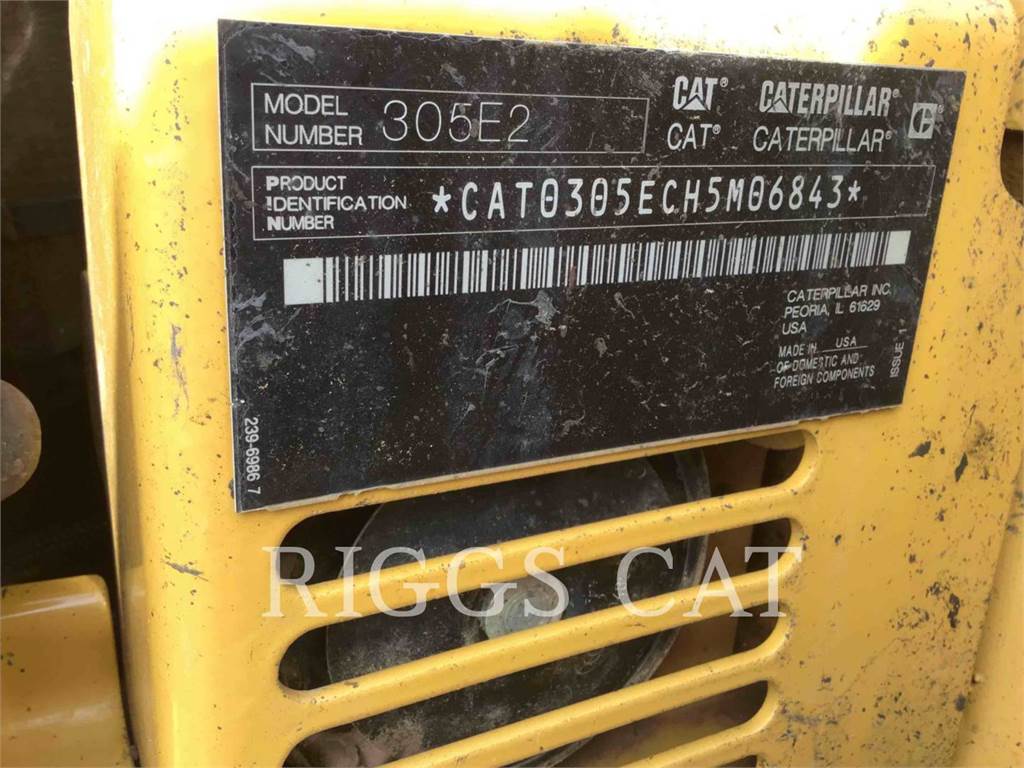 MODEL
NUMBER 305E2
CAT® CATERPILLAR®
CAT® CATERPILLAR®
PRODUCT
IDENTIFICATION
NUMBER
*CAT0305ECH5M06843*
CATERPILLAR INC.
PEORIA, IL 61629
USA
MADE IN USA
OF DOMESTIC AND
FOREIGN COMPONENTS
ISSUE 1
239-6986 7
RIGGS CAT